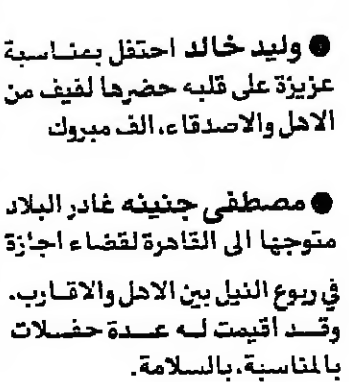 ● وليد خالد احتفل بمناسبة
عزيزة على قلبه حضرها لفيف من
الاهل والاصدقاء، الف مبروك
● مصطفى جنينه غادر البلاد
متوجها الى القاهرة لقضاء اجازة
في ربوع النيل بين الاهل والاقارب.
وقد اقيمت له عدة حفلات
بالمناسبة، بالسلامة.